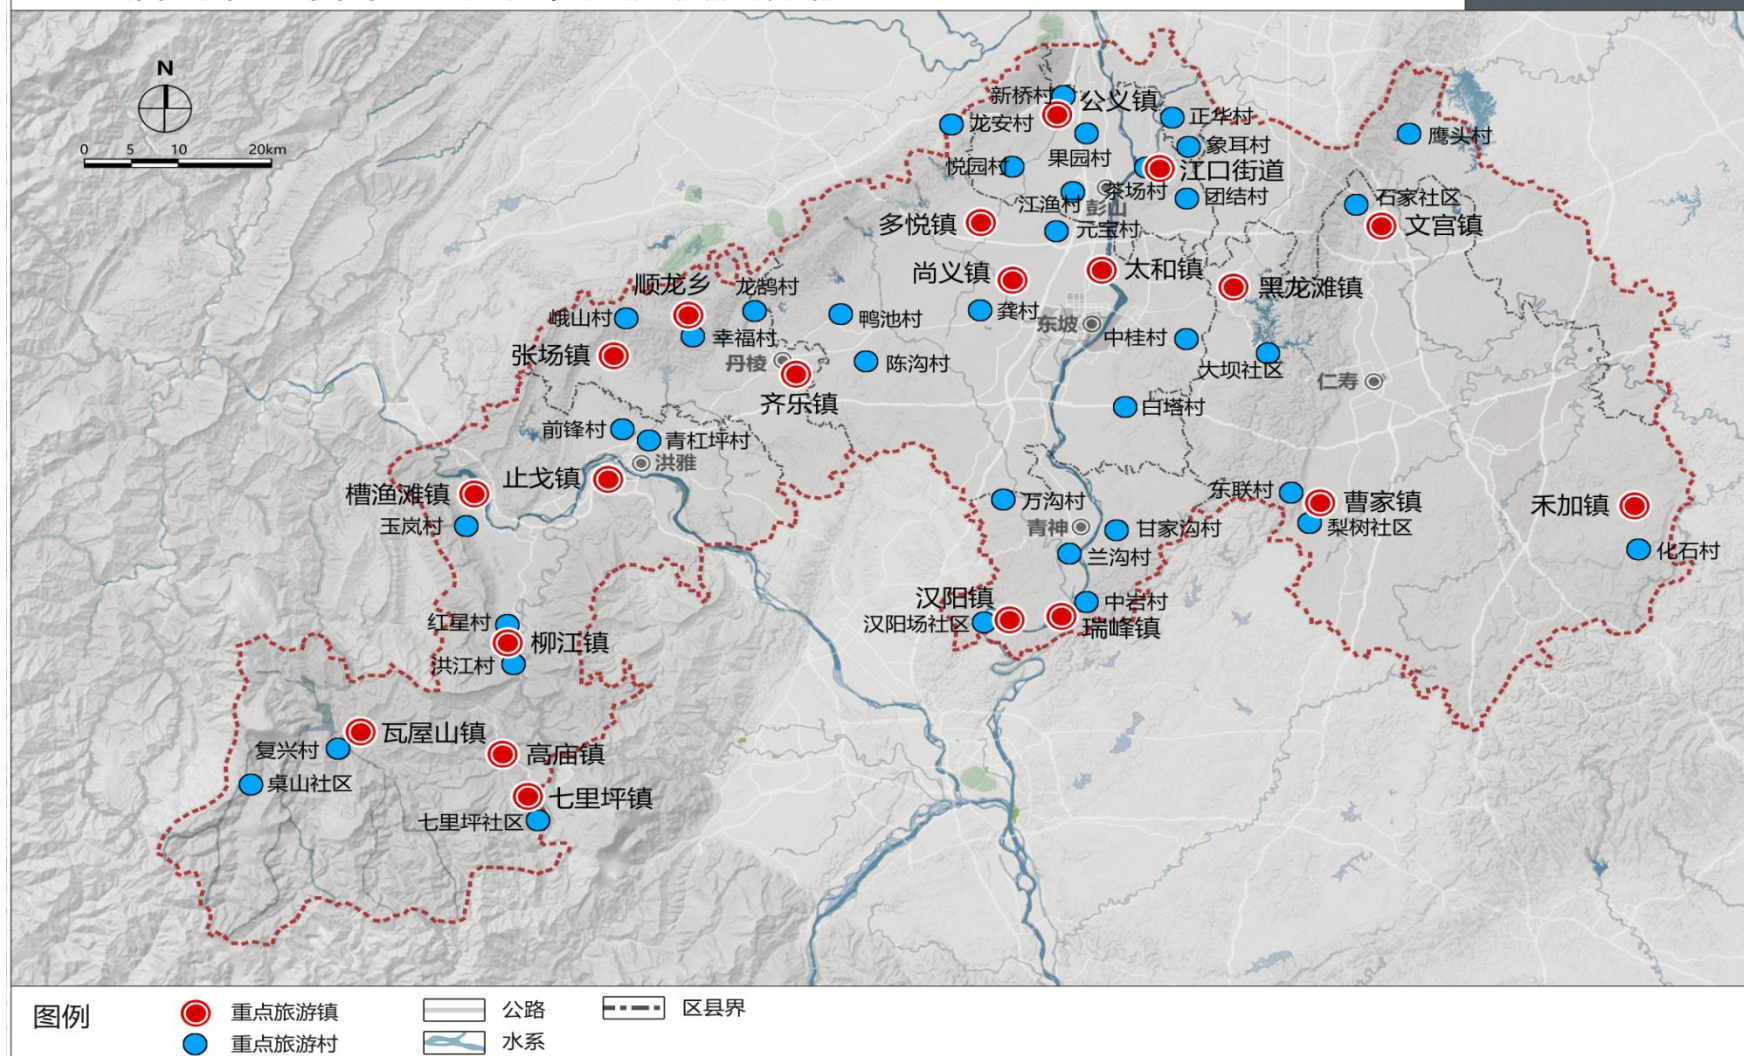 N
0 5 10 20km
新桥村
公义镇
龙安村
正华村
鹰头村
象耳村
果园村
悦园村
江口街道
茶场村
团结村
石家社区
江渔村
彭山
多悦镇
元宝村
文宫镇
尚义镇
太和镇
黑龙滩镇
顺龙乡
龙鹄村
峨山村
鸭池村
龚村
东坡
幸福村
中桂村
张场镇
丹棱
陈沟村
大坝社区
仁寿
齐乐镇
白塔村
前锋村
青杠坪村
洪雅
止戈镇
槽渔滩镇
东联村
万沟村
曹家镇
禾加镇
玉岚村
青神
甘家沟村
梨树社区
兰沟村
化石村
汉阳镇
中岩村
红星村
汉阳场社区
瑞峰镇
柳江镇
洪江村
瓦屋山镇
复兴村
高庙镇
桌山社区
七里坪镇
七里坪社区
图例
重点旅游镇
公路
区县界
重点旅游村
水系